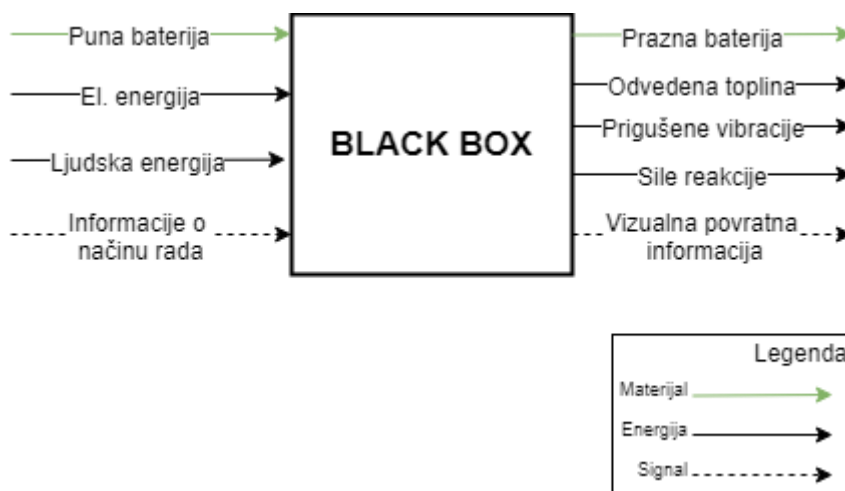 Puna baterija
El. energija
Ljudska energija
Informacije o
načinu rada
BLACK BOX
Prazna baterija
Odvedena toplina
Prigušene vibracije
Sile reakcije
Vizualna povratna
informacija
Legenda
Materijal
Energija
Signal